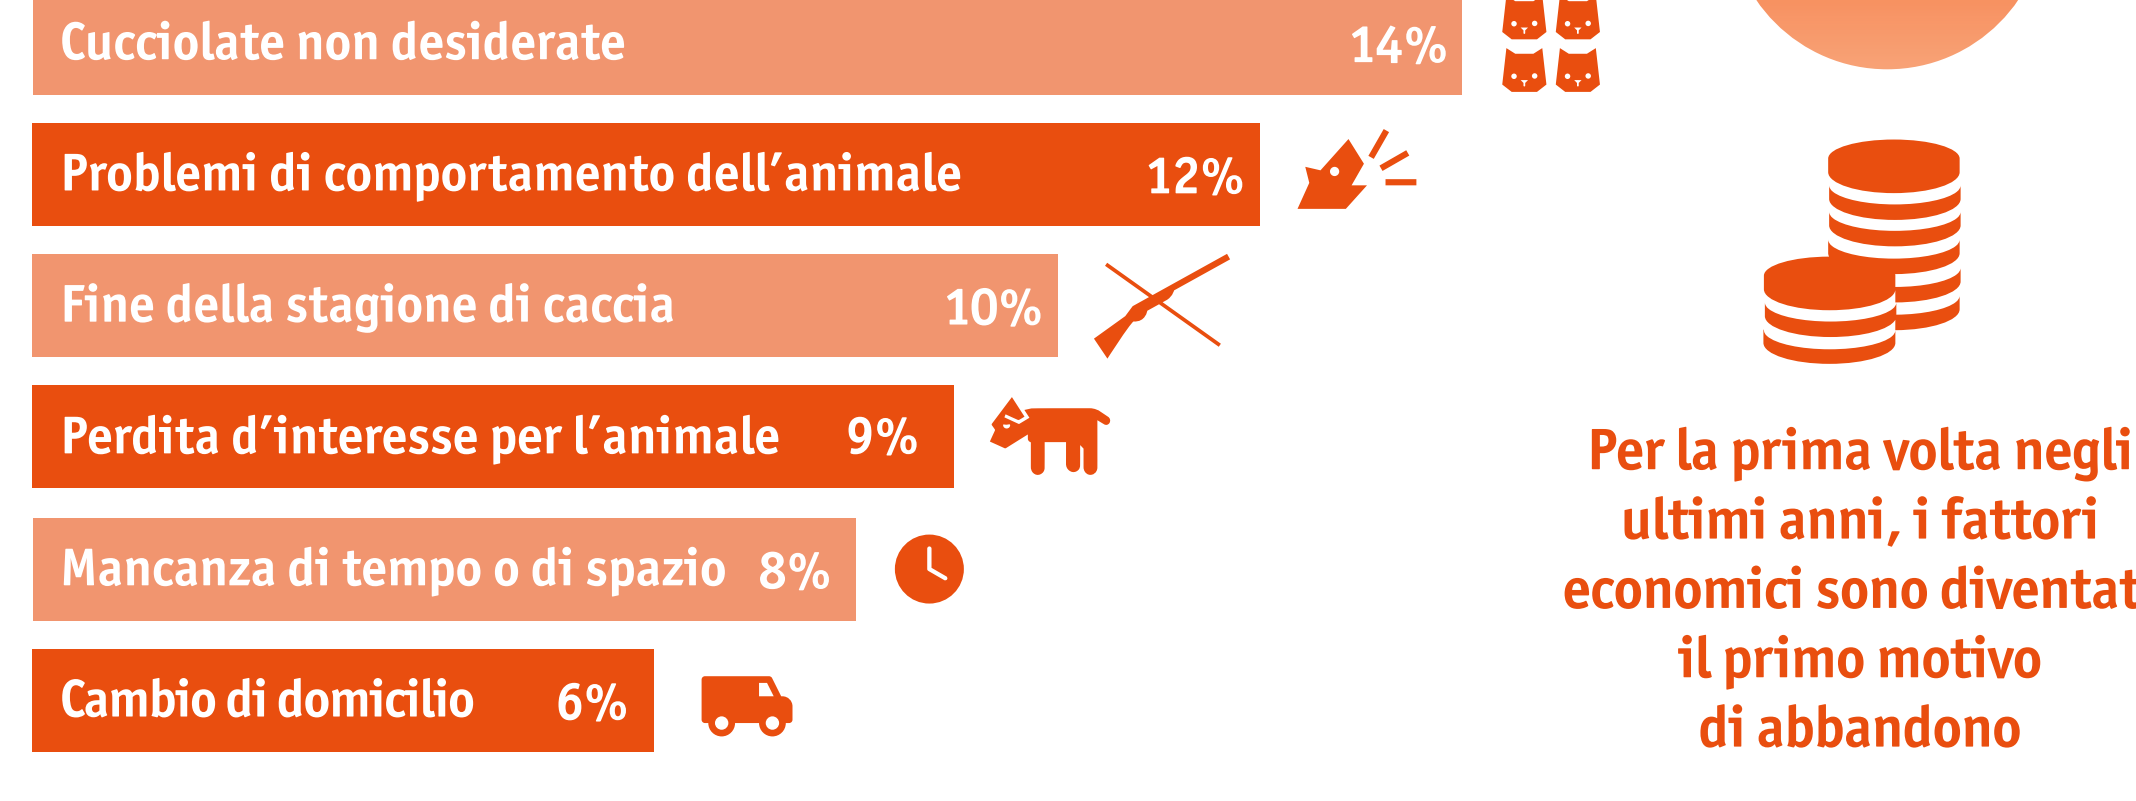 Cucciolate non desiderate 14%
Problemi di comportamento dell’animale 12%
Fine della stagione di caccia 10%
Perdita d’interesse per l’animale 9%
Mancanza di tempo o di spazio 8%
Cambio di domicilio 6%
Per la prima volta negli
ultimi anni, i fattori
economici sono diventat
il primo motivo
di abbandono